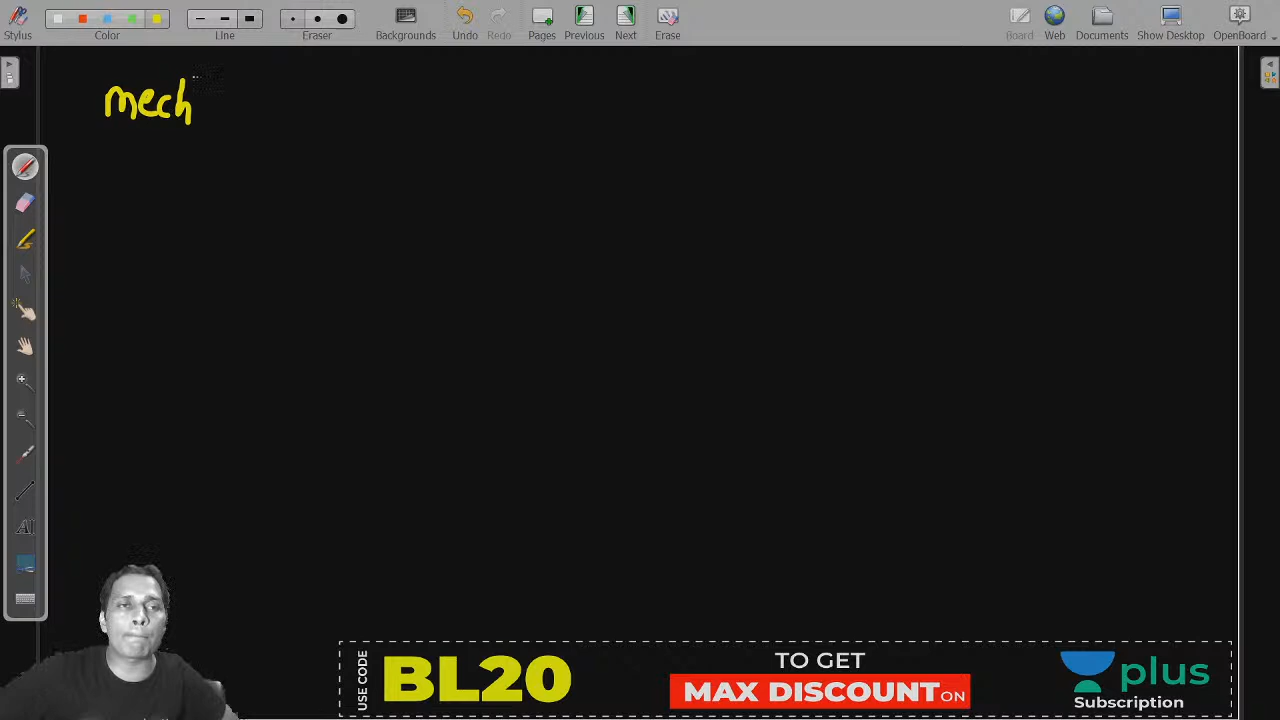 Stylus
Color
Line
Eraser
Backgrounds
Undo
Redo
Pages
Previous
Next
Erase
Board
Web
Documents
Show Desktop
OpenBoard
mech
USE CODE
BL20
TO GET
MAX DISCOUNT ON
plus
Subscription